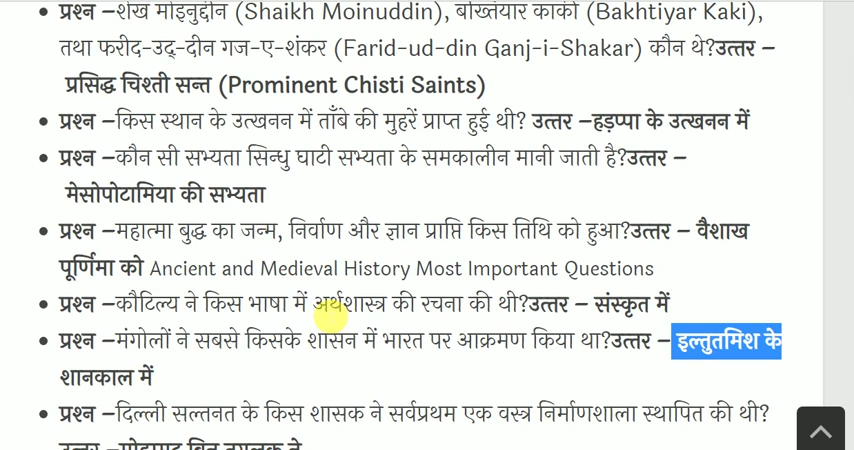 प्रश्न –शेख मोइनुद्दीन (Shaikh Moinuddin), बख्तियार काकी (Bakhtiyar Kaki),
तथा फरीद-उद्-दीन गज-ए-शंकर (Farid-ud-din Ganj-i-Shakar) कौन थे?उत्तर –
प्रसिद्ध चिश्ती सन्त (Prominent Chisti Saints)
प्रश्न –किस स्थान के उत्खनन में ताँबे की मुहरें प्राप्त हुई थी? उत्तर –हड़प्पा के उत्खनन में
प्रश्न –कौन सी सभ्यता सिन्धु घाटी सभ्यता के समकालीन मानी जाती है?उत्तर –
मेसोपोटामिया की सभ्यता
प्रश्न –महात्मा बुद्ध का जन्म, निर्वाण और ज्ञान प्राप्ति किस तिथि को हुआ?उत्तर – वैशाख
पूर्णिमा को Ancient and Medieval History Most Important Questions
प्रश्न –कौटिल्य ने किस भाषा में अर्थशास्त्र की रचना की थी?उत्तर – संस्कृत में
प्रश्न –मंगोलों ने सबसे किसके शासन में भारत पर आक्रमण किया था?उत्तर – इल्तुतमिश के
शानकाल में
प्रश्न –दिल्ली सल्तनत के किस शासक ने सर्वप्रथम एक वस्त्र निर्माणशाला स्थापित की थी?